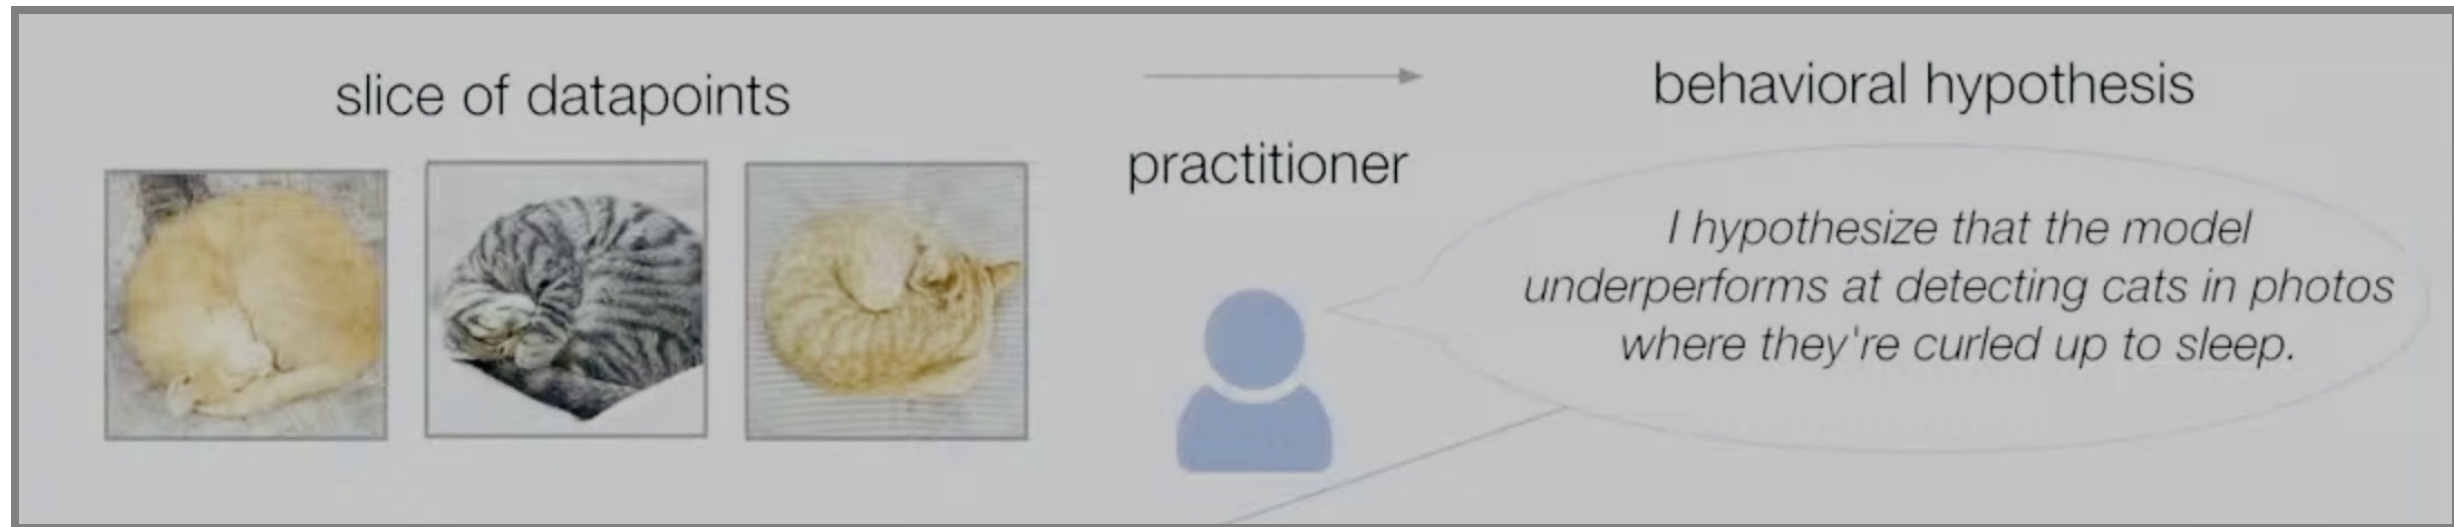 slice of datapoints
practitioner
behavioral hypothesis
I hypothesize that the model
underperforms at detecting cats in photos
where they're curled up to sleep.